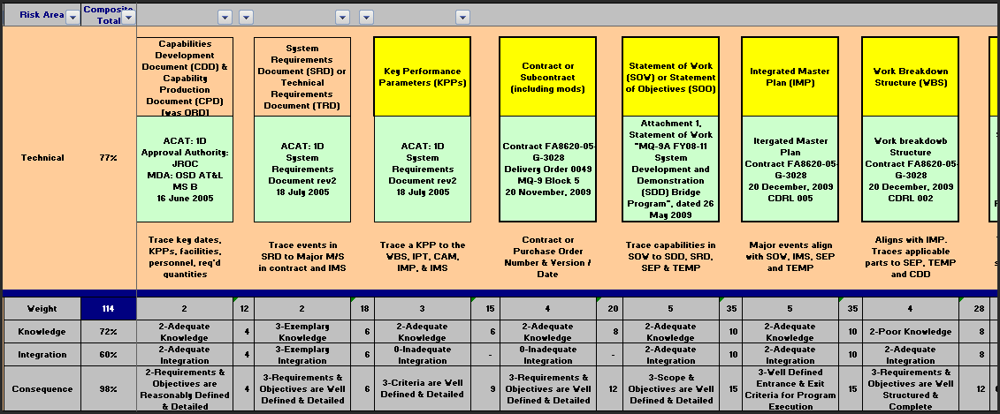 Risk Area
Composite
Total
Capabilities
Development
Document (CDD) &
Capability
Production
Document (CPD)
[was ORD]
System
Requirements
Document (SRD) or
Technical
Requirements
Document (TRD)
Key Performance
Parameters (KPPs)
Contract or
Subcontract
(including mods)
Statement of Work
(SOW) or Statement
of Objectives (SOO)
Integrated Master
Plan (IMP)
Work Breakdown
Structure (WBS)
Technical
77%
ACAT: 1D
Approval Authority:
JROC
MDA: OSD AT&L
MS B
16 June 2005
ACAT: 1D
System
Requirements
Document rev2
18 July 2005
ACAT: 1D
System
Requirements
Document rev2
18 July 2005
Contract FA8620-05-
G-3028
Delivery Order 0049
MQ-9 Block 5
20 November, 2009
Attachment 1,
Statement of Work
"MQ-9A FY08-11
System
Development and
Demonstration
(SDD) Bridge
Program", dated 26
May 2009
Itergated Master
Plan
Contract FA8620-05-
G-3028
20 December, 2009
CDRL 005
Work breakdowb
Structure
Contract FA8620-05-
G-3028
20 December, 2009
CDRL 002
Trace key dates,
KPPs, facilities,
personnel, req'd
quantities
Trace events in
SRD to Major M/S
in contract and IMS
Trace a KPP to the
WBS, IPT, CAM,
IMP, & IMS
Contract or
Purchase Order
Number & Version /
Date
Trace capabilities in
SOW to SDD, SRD,
SEP & TEMP
Major events align
with SOW, IMS, SEP
and TEMP
Aligns with IMP.
Traces applicable
parts to SEP, TEMP
and CDD
Weight
114
2
12
2
18
3
15
4
20
5
35
5
35
4
28
Knowledge
72%
2-Adequate
Knowledge
4
3-Exemplary
Knowledge
6
2-Adequate
Knowledge
6
2-Adequate
Knowledge
8
2-Adequate
Knowledge
10
2-Adequate
Knowledge
10
2-Poor Knowledge
8
Integration
60%
2-Adequate
Integration
4
3-Exemplary
Integration
6
0-Inadequate
Integration
-
0-Inadequate
Integration
-
2-Adequate
Integration
10
2-Adequate
Integration
10
2-Adequate
Integration
8
Consequence
98%
2-Requirements &
Objectives are
Reasonably Defined
& Detailed
4
3-Requirements &
Objectives are Well
Defined & Detailed
6
3-Criteria are Well
Defined & Detailed
9
3-Requirements &
Objectives are Well
Defined & Detailed
12
3-Scope &
Objectives are Well
Defined & Detailed
15
3-Well Defined
Entrance & Exit
Criteria for Program
Execution
15
3-Requirements &
Objectives are Well
Structured &
Complete
12